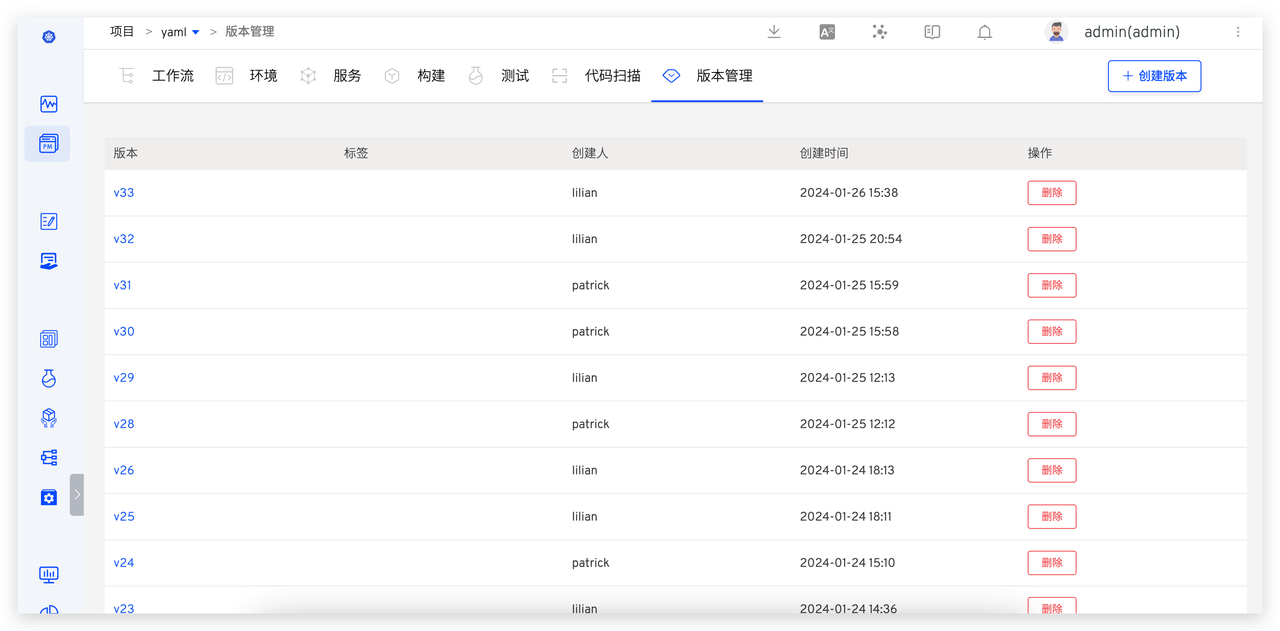 项目 > yaml > 版本管理
admin(admin)
工作流 环境 服务 构建 测试 代码扫描 版本管理
+ 创建版本
版本 标签 创建人 创建时间 操作
v33 lilian 2024-01-26 15:38 删除
v32 lilian 2024-01-25 20:54 删除
v31 patrick 2024-01-25 15:59 删除
v30 patrick 2024-01-25 15:58 删除
v29 lilian 2024-01-25 12:13 删除
v28 patrick 2024-01-25 12:12 删除
v26 lilian 2024-01-24 18:13 删除
v25 lilian 2024-01-24 18:11 删除
v24 patrick 2024-01-24 15:10 删除
v23 lilian 2024-01-24 14:36 删除